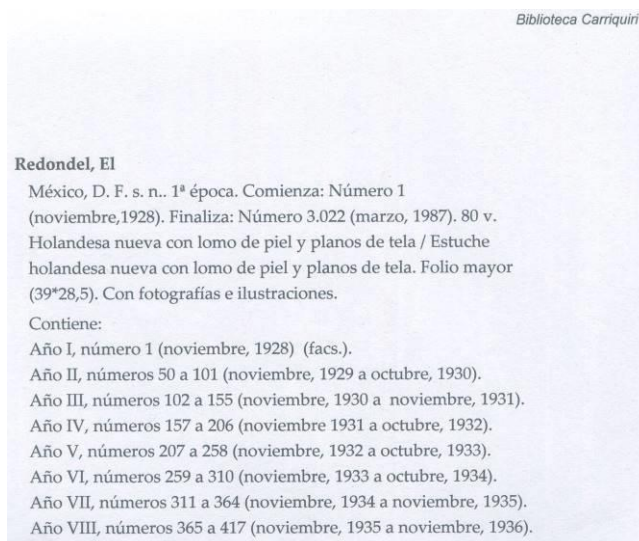 Biblioteca Carriquiri
Redondel, El
México, D. F. s. n.. 1ª época. Comienza: Número 1
(noviembre,1928). Finaliza: Número 3.022 (marzo, 1987). 80 v.
Holandesa nueva con lomo de piel y planos de tela / Estuche
holandesa nueva con lomo de piel y planos de tela. Folio mayor
(39*28,5). Con fotografías e ilustraciones.
Contiene:
Año I, número 1 (noviembre, 1928) (facs.).
Año II, números 50 a 101 (noviembre, 1929 a octubre, 1930).
Año III, números 102 a 155 (noviembre, 1930 a noviembre, 1931).
Año IV, números 157 a 206 (noviembre 1931 a octubre, 1932).
Año V, números 207 a 258 (noviembre, 1932 a octubre, 1933).
Año VI, números 259 a 310 (noviembre, 1933 a octubre, 1934).
Año VII, números 311 a 364 (noviembre, 1934 a noviembre, 1935).
Año VIII, números 365 a 417 (noviembre, 1935 a noviembre, 1936).